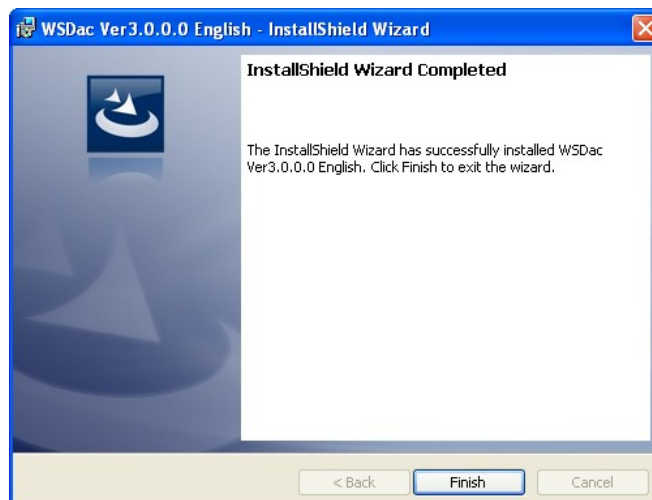 WSDac Ver3.0.0.0 English - InstallShield Wizard
InstallShield Wizard Completed
The InstallShield Wizard has successfully installed WSDac
Ver3.0.0.0 English. Click Finish to exit the wizard.
< Back Finish Cancel